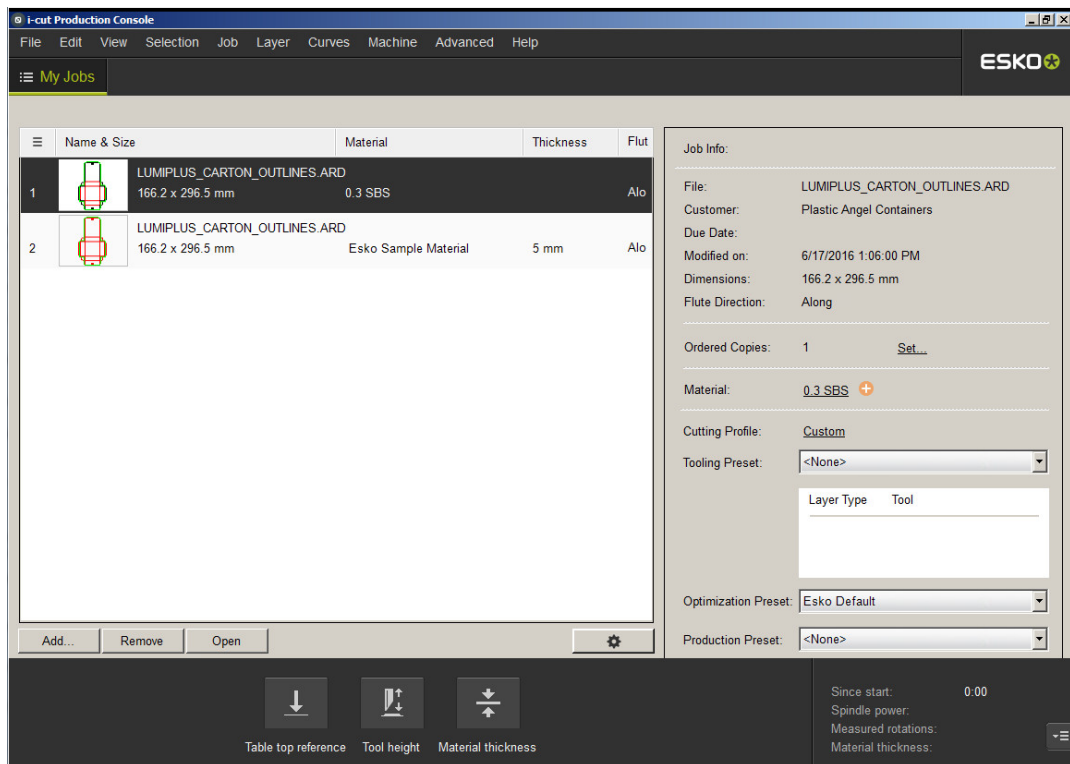 i-cut Production Console
File Edit View Selection Job Layer Curves Machine Advanced Help
ESKO
My Jobs
Name & Size Material Thickness Flut
LUMIPLUS_CARTON_OUTLINES.ARD
1 166.2 x 296.5 mm 0.3 SBS Alo
LUMIPLUS_CARTON_OUTLINES.ARD
2 166.2 x 296.5 mm Esko Sample Material 5 mm Alo
Add... Remove Open
Job Info:
File: LUMIPLUS_CARTON_OUTLINES.ARD
Customer: Plastic Angel Containers
Due Date:
Modified on: 6/17/2016 1:06:00 PM
Dimensions: 166.2 x 296.5 mm
Flute Direction: Along
Ordered Copies: 1 Set...
Material: 0.3 SBS
Cutting Profile: Custom
Tooling Preset: <None>
Layer Type Tool
Optimization Preset: Esko Default
Production Preset: <None>
Table top reference Tool height Material thickness
Since start: 0:00
Spindle power:
Measured rotations:
Material thickness: